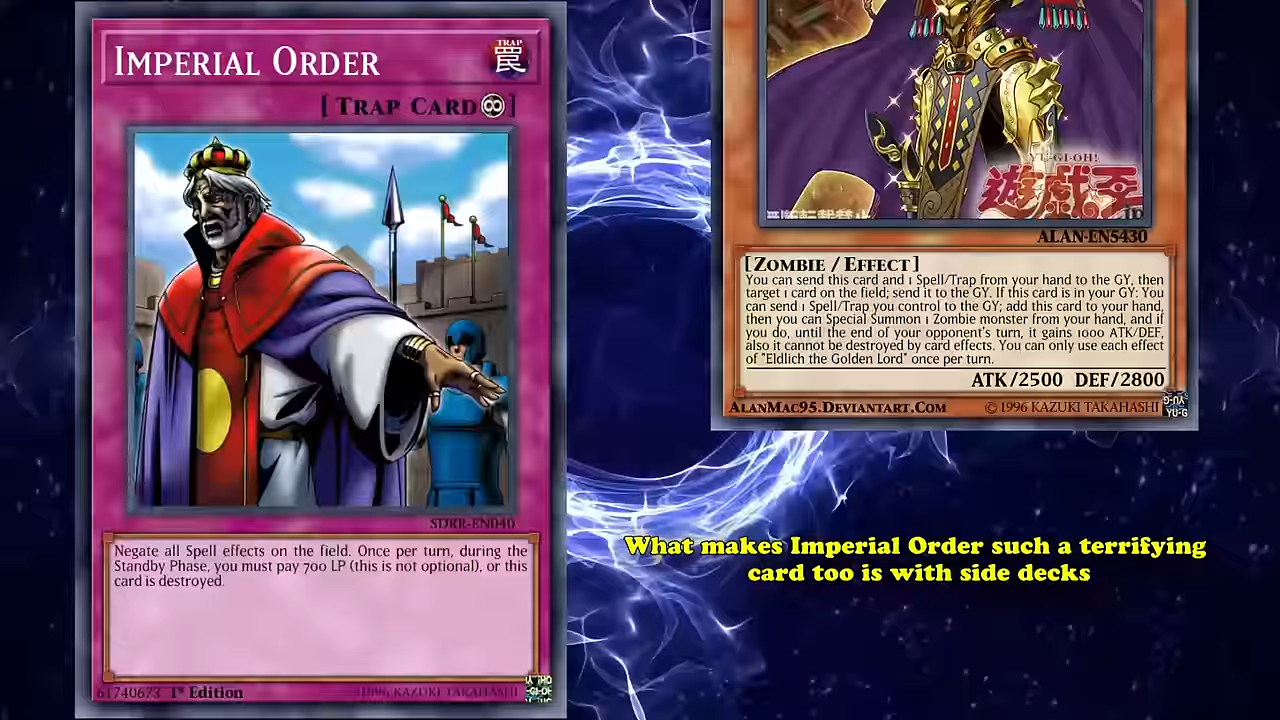 IMPERIAL ORDER
TRAP
罠
[ TRAP CARD ]
SDRR-EN040
Negate all Spell effects on the field. Once per turn, during the
Standby Phase, you must pay 700 LP (this is not optional), or this
card is destroyed.
61740673 1st Edition
©1996 KAZUKI TAKAHASHI
YU-GI-OH!
遊戯王
ALAN-EN5430
[ZOMBIE / EFFECT]
You can send this card and 1 Spell/Trap from your hand to the GY, then
target 1 card on the field; send it to the GY. If this card is in your GY: You
can send 1 Spell/Trap you control to the GY; add this card to your hand,
then you can Special Summon 1 Zombie monster from your hand, and if
you do, until the end of your opponent's turn, it gains 1000 ATK/DEF,
also it cannot be destroyed by card effects. You can only use each effect
of "Eldlich the Golden Lord" once per turn.
ATK/2500 DEF/2800
ALANMAC95.DEVIANTART.COM
©1996 KAZUKI TAKAHASHI
What makes Imperial Order such a terrifying
card too is with side decks